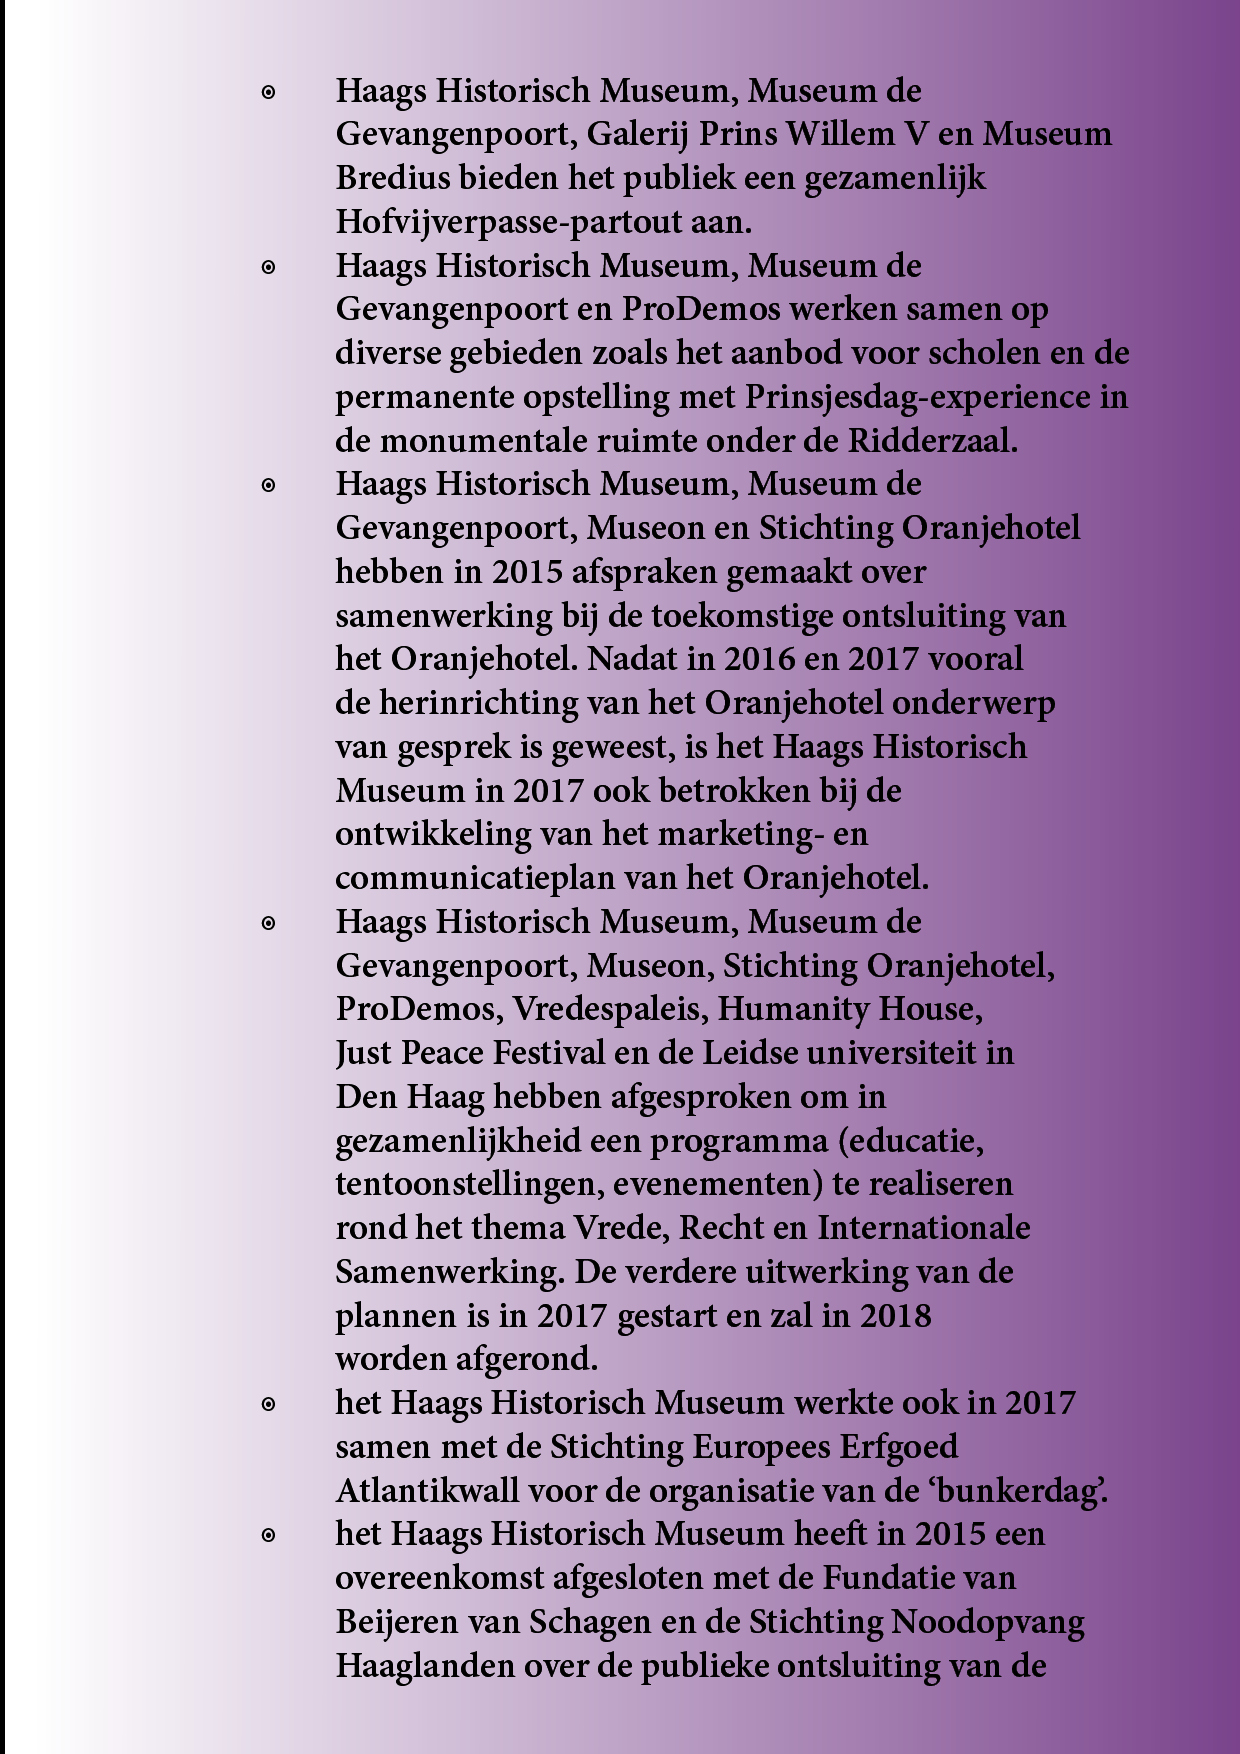 ⊙ Haags Historisch Museum, Museum de
Gevangenpoort, Galerij Prins Willem V en Museum
Bredius bieden het publiek een gezamenlijk
Hofvijverpasse-partout aan.
⊙ Haags Historisch Museum, Museum de
Gevangenpoort en ProDemos werken samen op
diverse gebieden zoals het aanbod voor scholen en de
permanente opstelling met Prinsjesdag-experience in
de monumentale ruimte onder de Ridderzaal.
⊙ Haags Historisch Museum, Museum de
Gevangenpoort, Museon en Stichting Oranjehotel
hebben in 2015 afspraken gemaakt over
samenwerking bij de toekomstige ontsluiting van
het Oranjehotel. Nadat in 2016 en 2017 vooral
de herinrichting van het Oranjehotel onderwerp
van gesprek is geweest, is het Haags Historisch
Museum in 2017 ook betrokken bij de
ontwikkeling van het marketing- en
communicatieplan van het Oranjehotel.
⊙ Haags Historisch Museum, Museum de
Gevangenpoort, Museon, Stichting Oranjehotel,
ProDemos, Vredespaleis, Humanity House,
Just Peace Festival en de Leidse universiteit in
Den Haag hebben afgesproken om in
gezamenlijkheid een programma (educatie,
tentoonstellingen, evenementen) te realiseren
rond het thema Vrede, Recht en Internationale
Samenwerking. De verdere uitwerking van de
plannen is in 2017 gestart en zal in 2018
worden afgerond.
⊙ het Haags Historisch Museum werkte ook in 2017
samen met de Stichting Europees Erfgoed
Atlantikwall voor de organisatie van de ‘bunkerdag’.
⊙ het Haags Historisch Museum heeft in 2015 een
overeenkomst afgesloten met de Fundatie van
Beijeren van Schagen en de Stichting Noodopvang
Haaglanden over de publieke ontsluiting van de